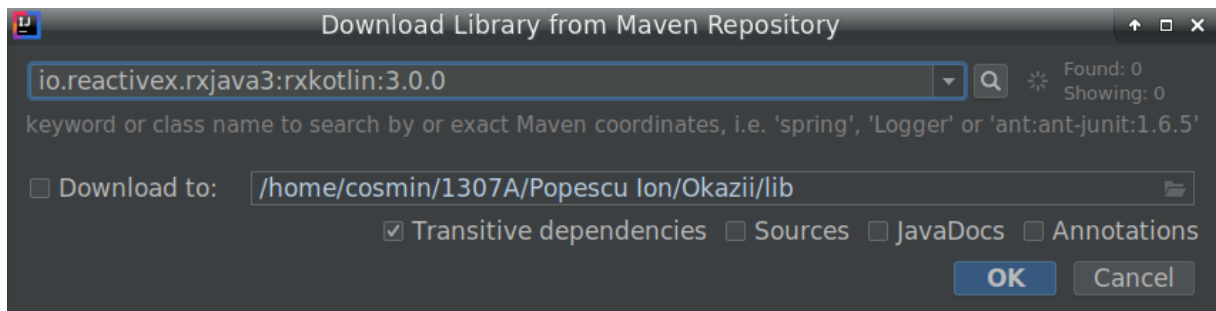 Download Library from Maven Repository
io.reactivex.rxjava3:rxkotlin:3.0.0
Found: 0
Showing: 0
keyword or class name to search by or exact Maven coordinates, i.e. 'spring', 'Logger' or 'ant:ant-junit:1.6.5'
Download to: /home/cosmin/1307A/Popescu Ion/Okazii/lib
Transitive dependencies Sources JavaDocs Annotations
OK Cancel